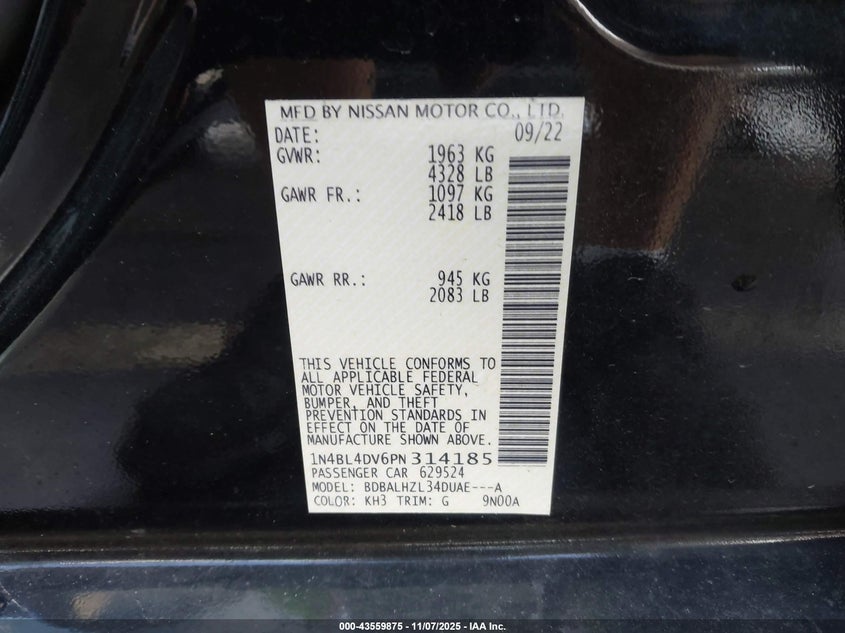 MFD BY NISSAN MOTOR CO., LTD.
DATE: 09/22
GVWR: 1963 KG
4328 LB
GAWR FR.: 1097 KG
2418 LB
GAWR RR.: 945 KG
2083 LB
THIS VEHICLE CONFORMS TO
ALL APPLICABLE FEDERAL
MOTOR VEHICLE SAFETY,
BUMPER, AND THEFT
PREVENTION STANDARDS IN
EFFECT ON THE DATE OF
MANUFACTURE SHOWN ABOVE.
1N4BL4DV6PN314185
PASSENGER CAR 629524
MODEL: BDBALHZL34DUAE---A
COLOR: KH3 TRIM: G 9N00A
000-43559875 - 11/07/2025 - IAA Inc.